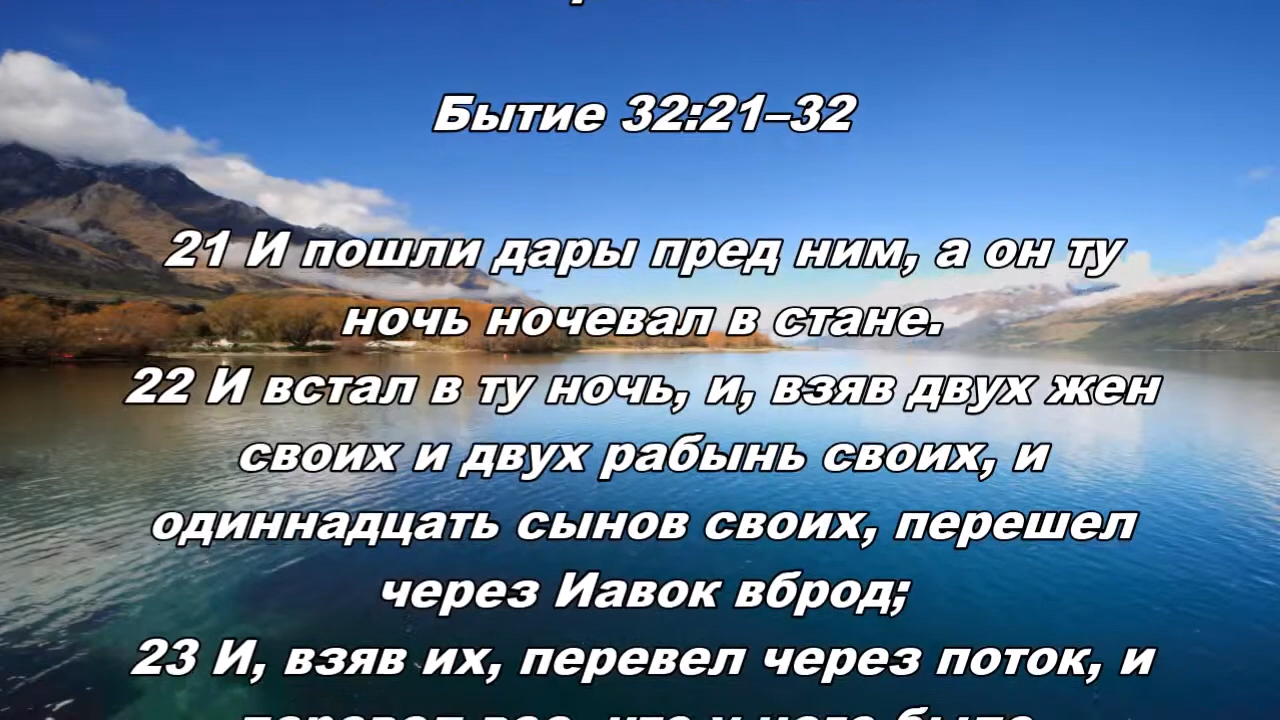 Бытие 32:21–32
21 И пошли дары пред ним, а он ту
ночь ночевал в стане.
22 И встал в ту ночь, и, взяв двух жен
своих и двух рабынь своих, и
одиннадцать сынов своих, перешел
через Иавок вброд;
23 И, взяв их, перевел через поток, и